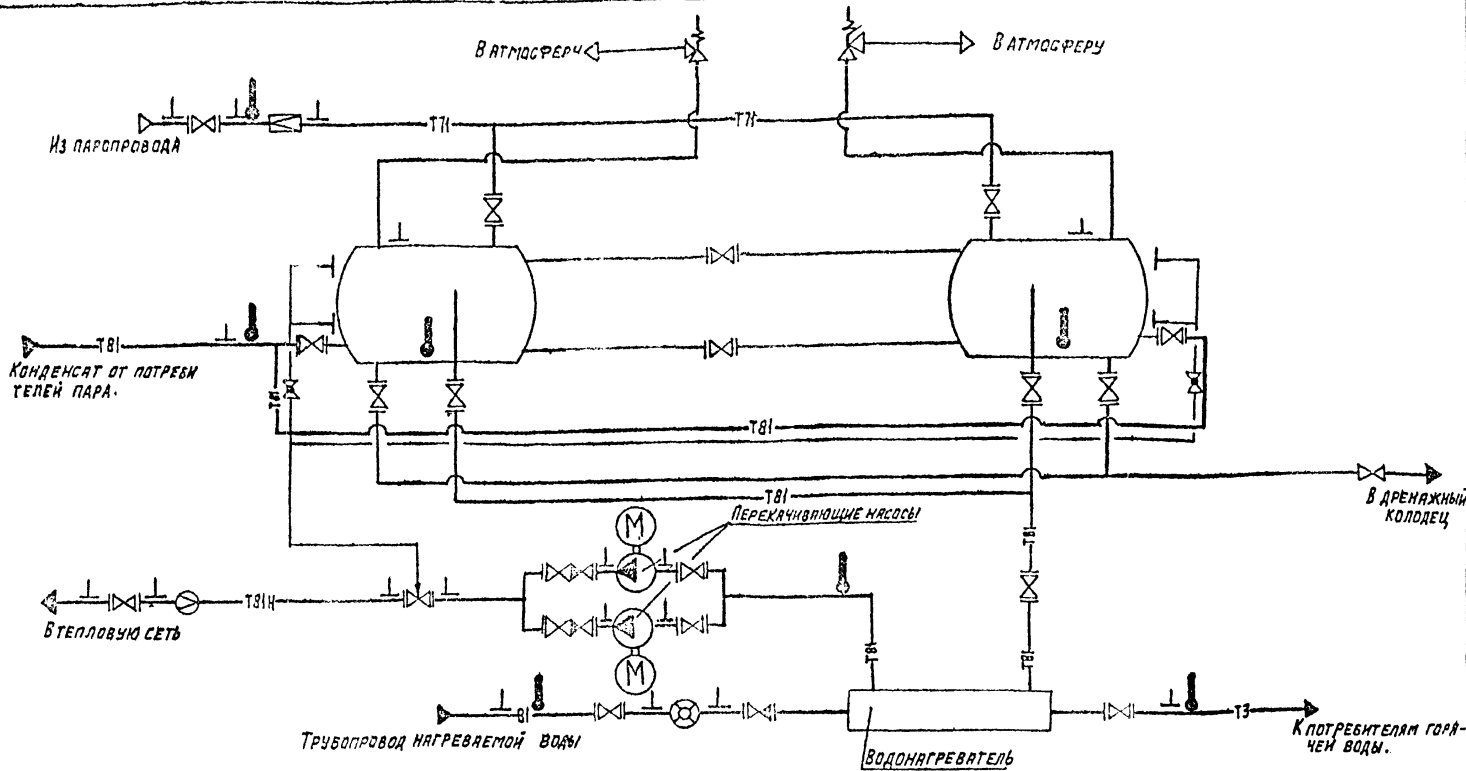 В АТМОСФЕРУ
В АТМОСФЕРУ
ИЗ ПАРОПРОВОДА
Т71
Т71
Т81
КОНДЕНСАТ ОТ ПОТРЕБИ
ТЕЛЕЙ ПАРА.
Т81
Т81
Т81
В ДРЕНАЖНЫЙ
КОЛОДЕЦ
ПЕРЕКАЧИВАЮЩИЕ НАСОСЫ
М
Т81
Т81Н
В ТЕПЛОВУЮ СЕТЬ
М
Т81
Т81
В1
Т3
ТРУБОПРОВОД НАГРЕВАЕМОЙ ВОДЫ
ВОДОНАГРЕВАТЕЛЬ
К ПОТРЕБИТЕЛЯМ ГОРЯ-
ЧЕЙ ВОДЫ.